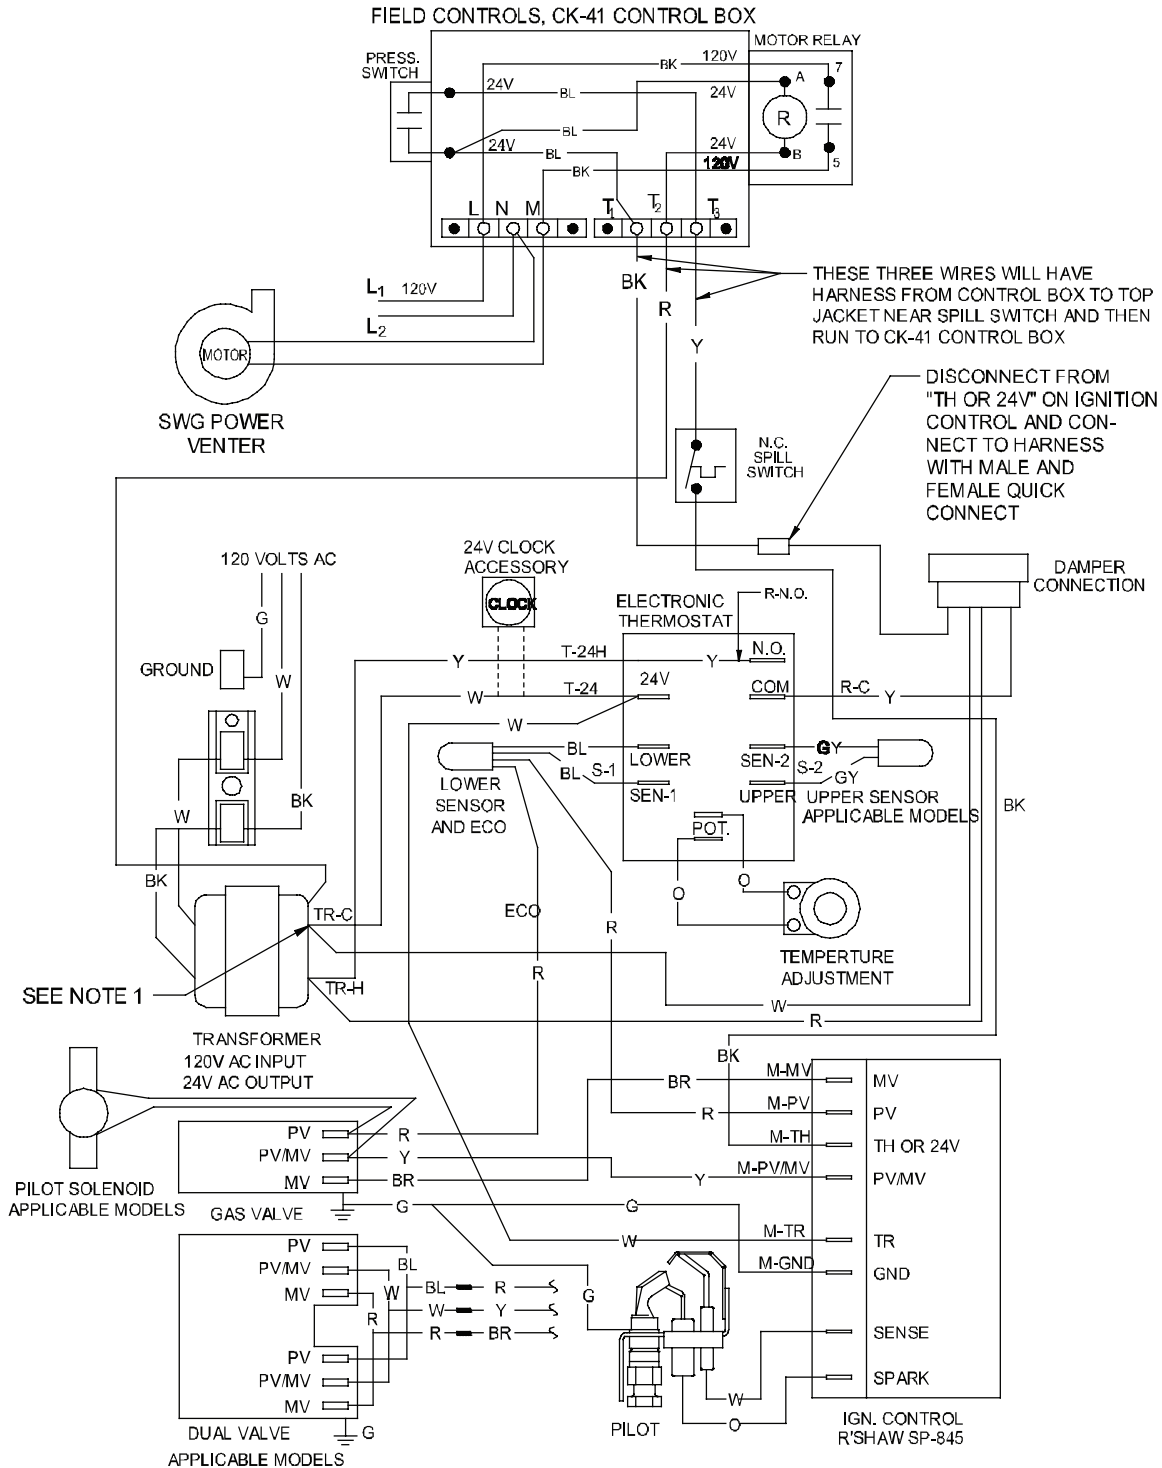 FIELD CONTROLS, CK-41 CONTROL BOX
MOTOR RELAY
PRESS.
SWITCH
BK
120V
7
24V
BL
24V
A
R
BL
24V
BL
24V
B
120V
BK
5
L N M
T1 T2 T3
BK
R
Y
THESE THREE WIRES WILL HAVE
HARNESS FROM CONTROL BOX TO TOP
JACKET NEAR SPILL SWITCH AND THEN
RUN TO CK-41 CONTROL BOX
L1 120V
L2
MOTOR
SWG POWER
VENTER
DISCONNECT FROM
"TH OR 24V" ON IGNITION
CONTROL AND CON-
NECT TO HARNESS
WITH MALE AND
FEMALE QUICK
CONNECT
N.C.
SPILL
SWITCH
24V CLOCK
ACCESSORY
CLOCK
120 VOLTS AC
G
W
BK
GROUND
W
BK
DAMPER
CONNECTION
ELECTRONIC
THERMOSTAT
R-N.O.
Y
T-24H
Y
N.O.
W
T-24
24V
COM
R-C
Y
W
BL
LOWER
SEN-2
GY
BL
S-1
SEN-1
UPPER
S-2
GY
LOWER
SENSOR
AND ECO
UPPER SENSOR
APPLICABLE MODELS
BK
POT.
O
O
TEMPERTURE
ADJUSTMENT
ECO
R
R
TR-C
TR-H
SEE NOTE 1
W
R
TRANSFORMER
120V AC INPUT
24V AC OUTPUT
BK
BR
M-MV
MV
R
M-PV
PV
M-TH
TH OR 24V
Y
M-PV/MV
PV/MV
G
W
M-TR
TR
M-GND
GND
SENSE
SPARK
IGN. CONTROL
R'SHAW SP-845
PILOT SOLENOID
APPLICABLE MODELS
PV
R
PV/MV
Y
MV
BR
GAS VALVE
G
PV
PV/MV
MV
BL
W
R
BL
R
W
Y
R
BR
PV
PV/MV
MV
G
DUAL VALVE
APPLICABLE MODELS
G
W
O
PILOT